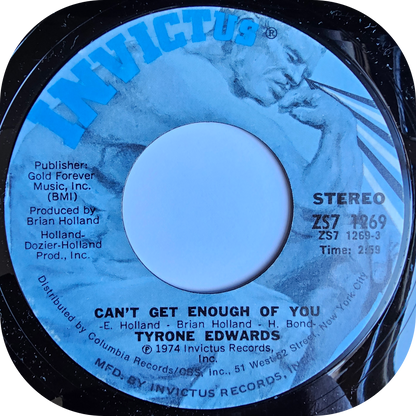 INVICTUS®
Publisher:
Gold Forever
Music, Inc.
(BMI)
Produced by
Brian Holland
Holland-
Dozier-Holland
Prod., Inc.
STEREO
ZS7 1269
ZS7 1269-3
Time: 2:59
CAN'T GET ENOUGH OF YOU
-E. Holland - Brian Holland - H. Bond-
TYRONE EDWARDS
℗ 1974 Invictus Records,
Inc.
Distributed by Columbia Records/CBS, Inc., 51 West 52 Street, New York City
MFD. BY INVICTUS RECORDS, INC.